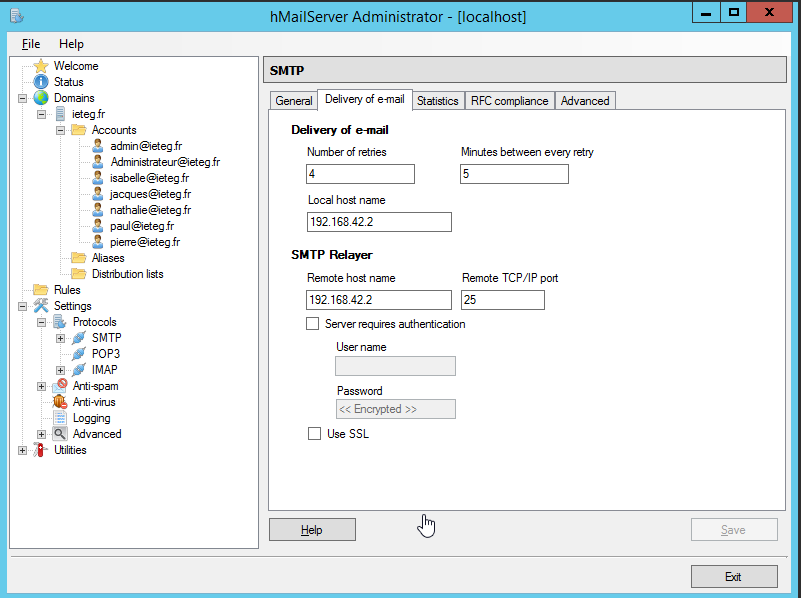 hMailServer Administrator - [localhost]
File Help
Welcome
Status
Domains
ieteg.fr
Accounts
admin@ieteg.fr
Administrateur@ieteg.fr
isabelle@ieteg.fr
jacques@ieteg.fr
nathalie@ieteg.fr
paul@ieteg.fr
pierre@ieteg.fr
Aliases
Distribution lists
Rules
Settings
Protocols
SMTP
POP3
IMAP
Anti-spam
Anti-virus
Logging
Advanced
Utilities
SMTP
General Delivery of e-mail Statistics RFC compliance Advanced
Delivery of e-mail
Number of retries Minutes between every retry
4 5
Local host name
192.168.42.2
SMTP Relayer
Remote host name Remote TCP/IP port
192.168.42.2 25
Server requires authentication
User name
Password
<< Encrypted >>
Use SSL
Help Save
Exit